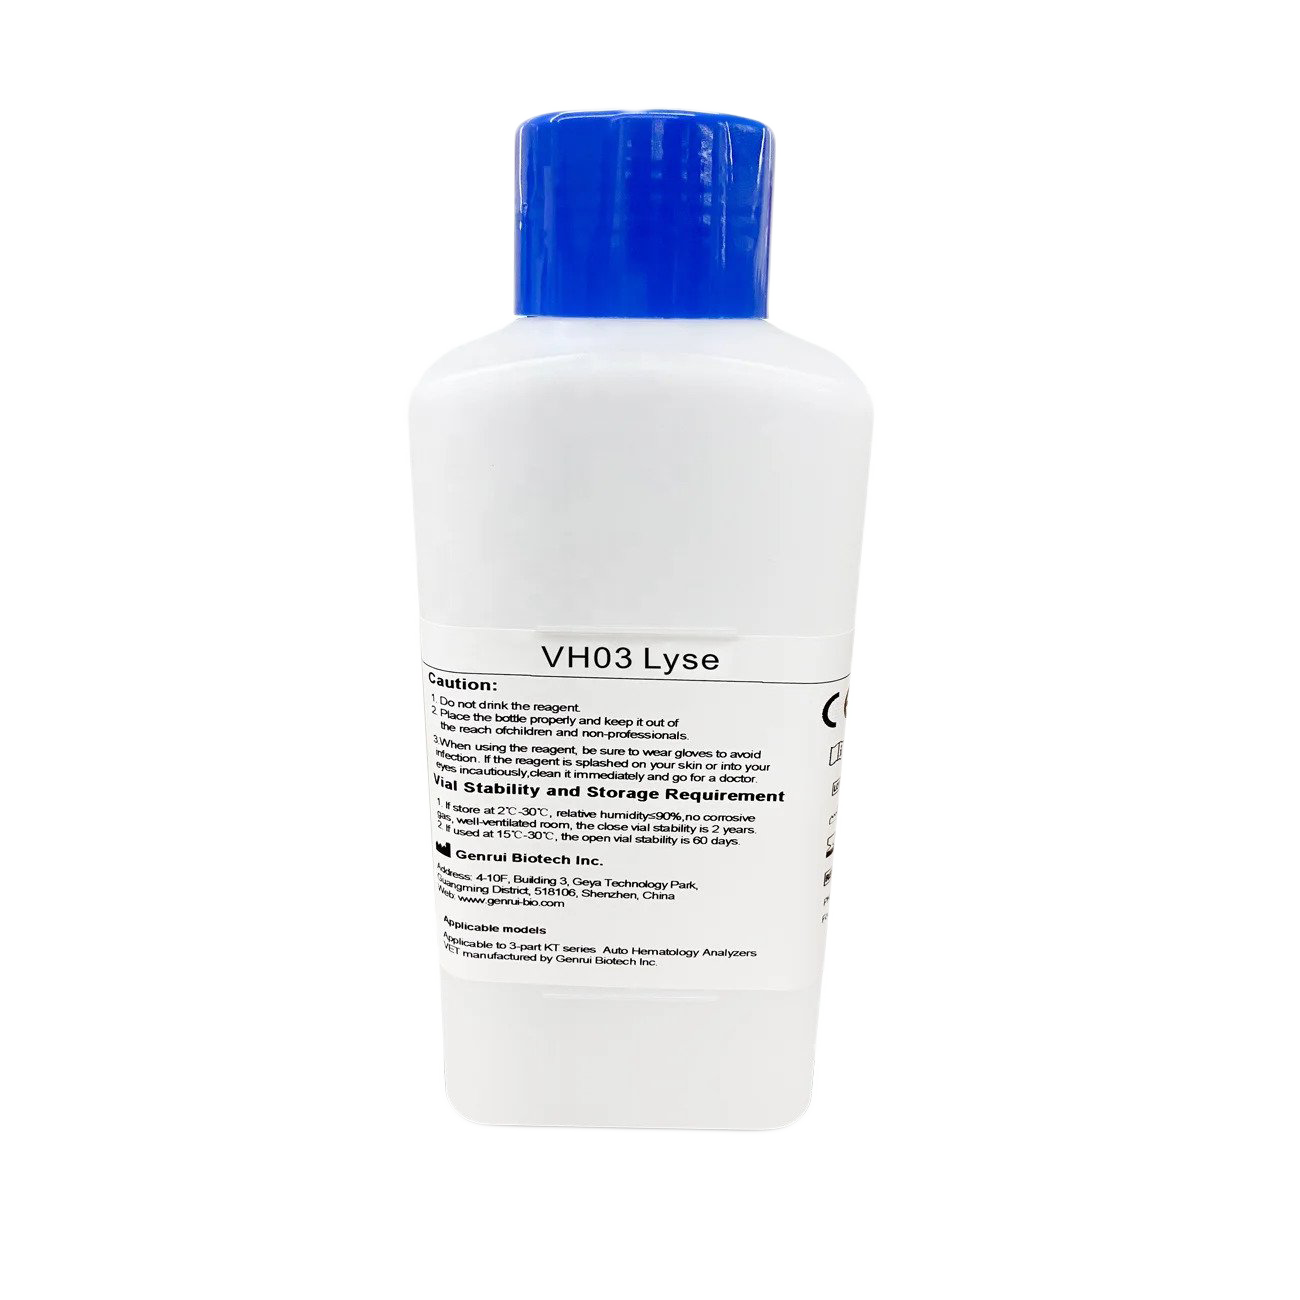 VH03 Lyse
Caution:
1. Do not drink the reagent.
2. Place the bottle properly and keep it out of
the reach ofchildren and non-professionals.
3.When using the reagent, be sure to wear gloves to avoid
infection. If the reagent is splashed on your skin or into your
eyes incautiously,clean it immediately and go for a doctor.
Vial Stability and Storage Requirement
1. If store at 2℃-30℃, relative humidity≤90%,no corrosive
gas, well-ventilated room, the close vial stability is 2 years.
2. If used at 15℃-30℃, the open vial stability is 60 days.
Genrui Biotech Inc.
Address: 4-10F, Building 3, Geya Technology Park,
Guangming District, 518106, Shenzhen, China
Web: www.genrui-bio.com
Applicable models
Applicable to 3-part KT series Auto Hematology Analyzers
VET manufactured by Genrui Biotech Inc.
CE